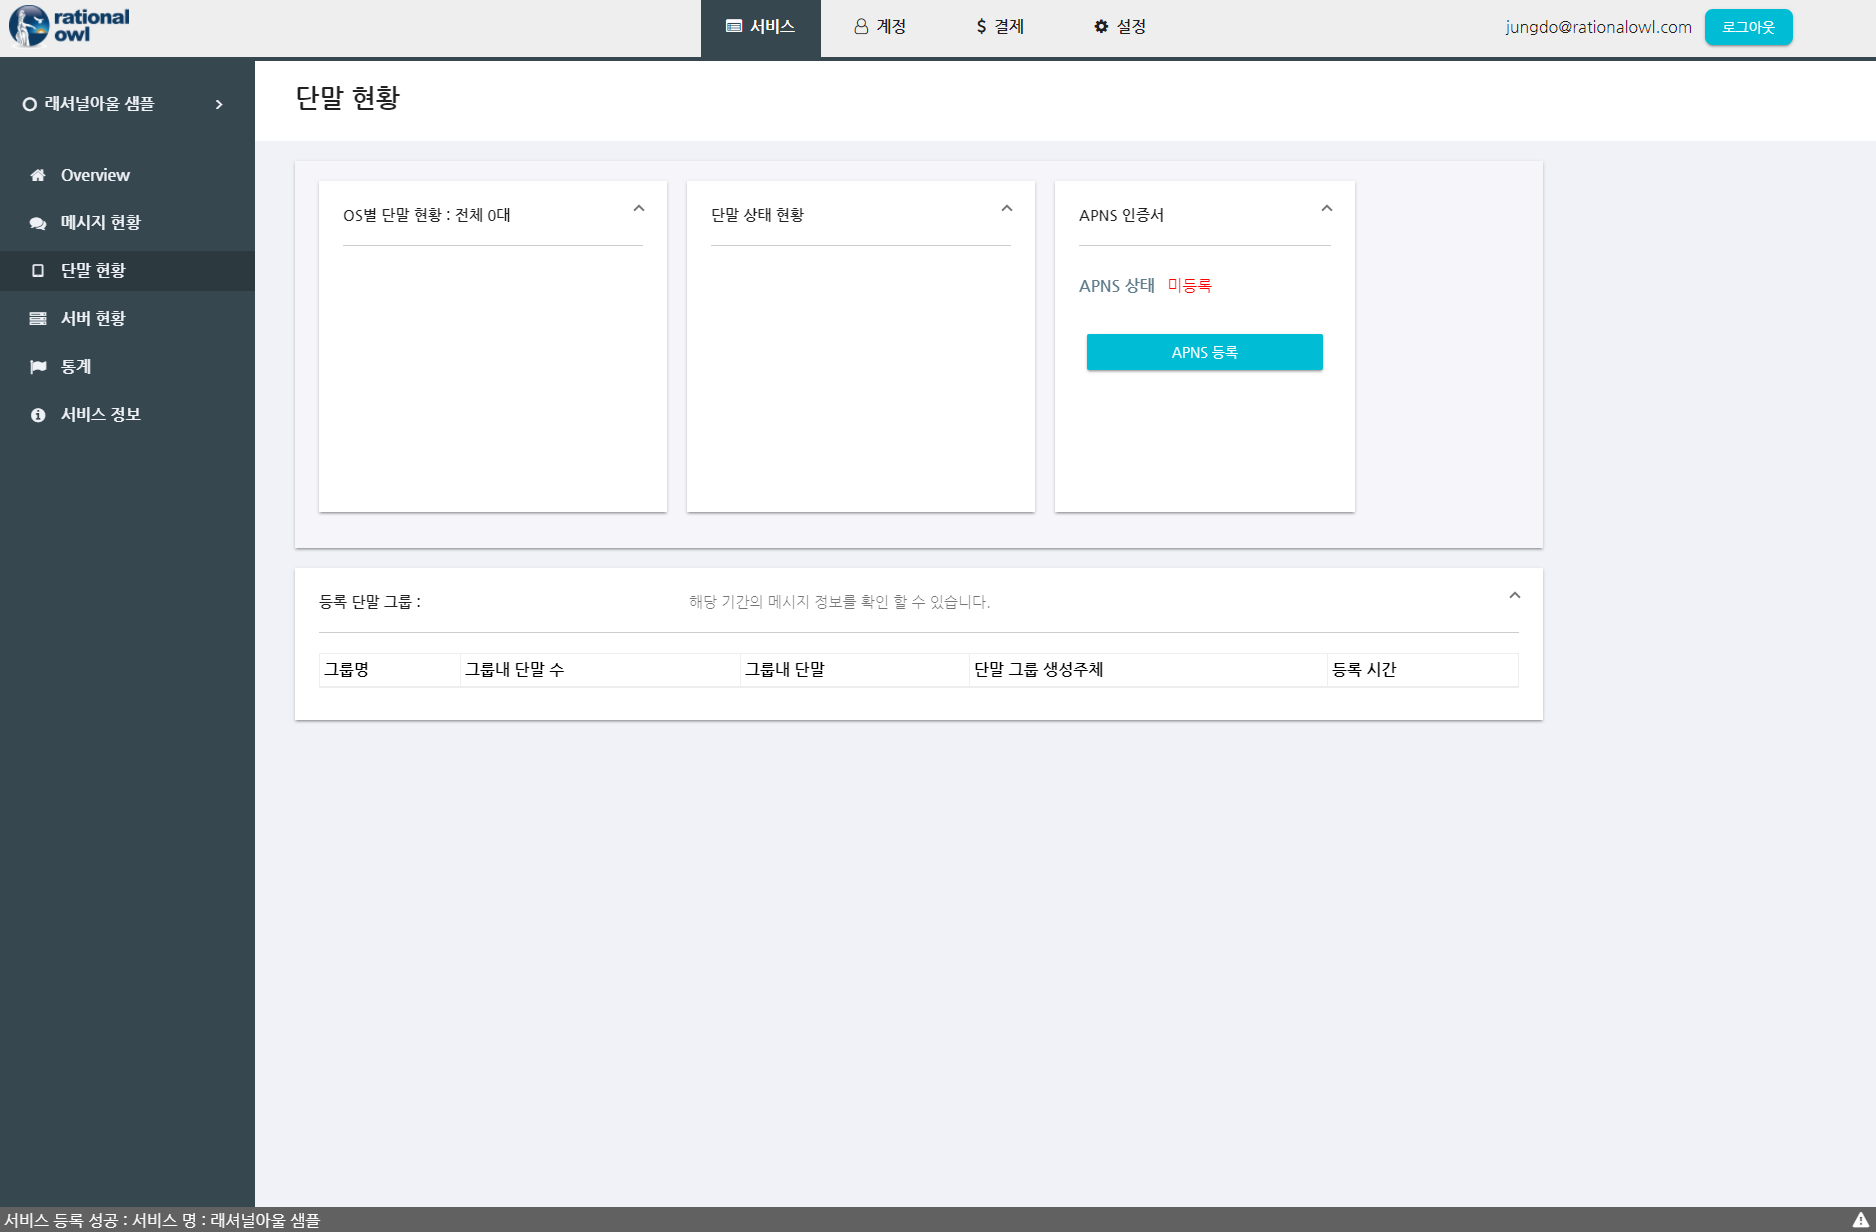 rational
owl
서비스
계정
결제
설정
jungdo@rationalowl.com
로그아웃
래셔널아울 샘플
Overview
메시지 현황
단말 현황
서버 현황
통계
서비스 정보
단말 현황
OS별 단말 현황 : 전체 0대
단말 상태 현황
APNS 인증서
APNS 상태 미등록
APNS 등록
등록 단말 그룹 :
해당 기간의 메시지 정보를 확인 할 수 있습니다.
그룹명 그룹내 단말 수 그룹내 단말 단말 그룹 생성주체 등록 시간
서비스 등록 성공 : 서비스 명 : 래셔널아울 샘플